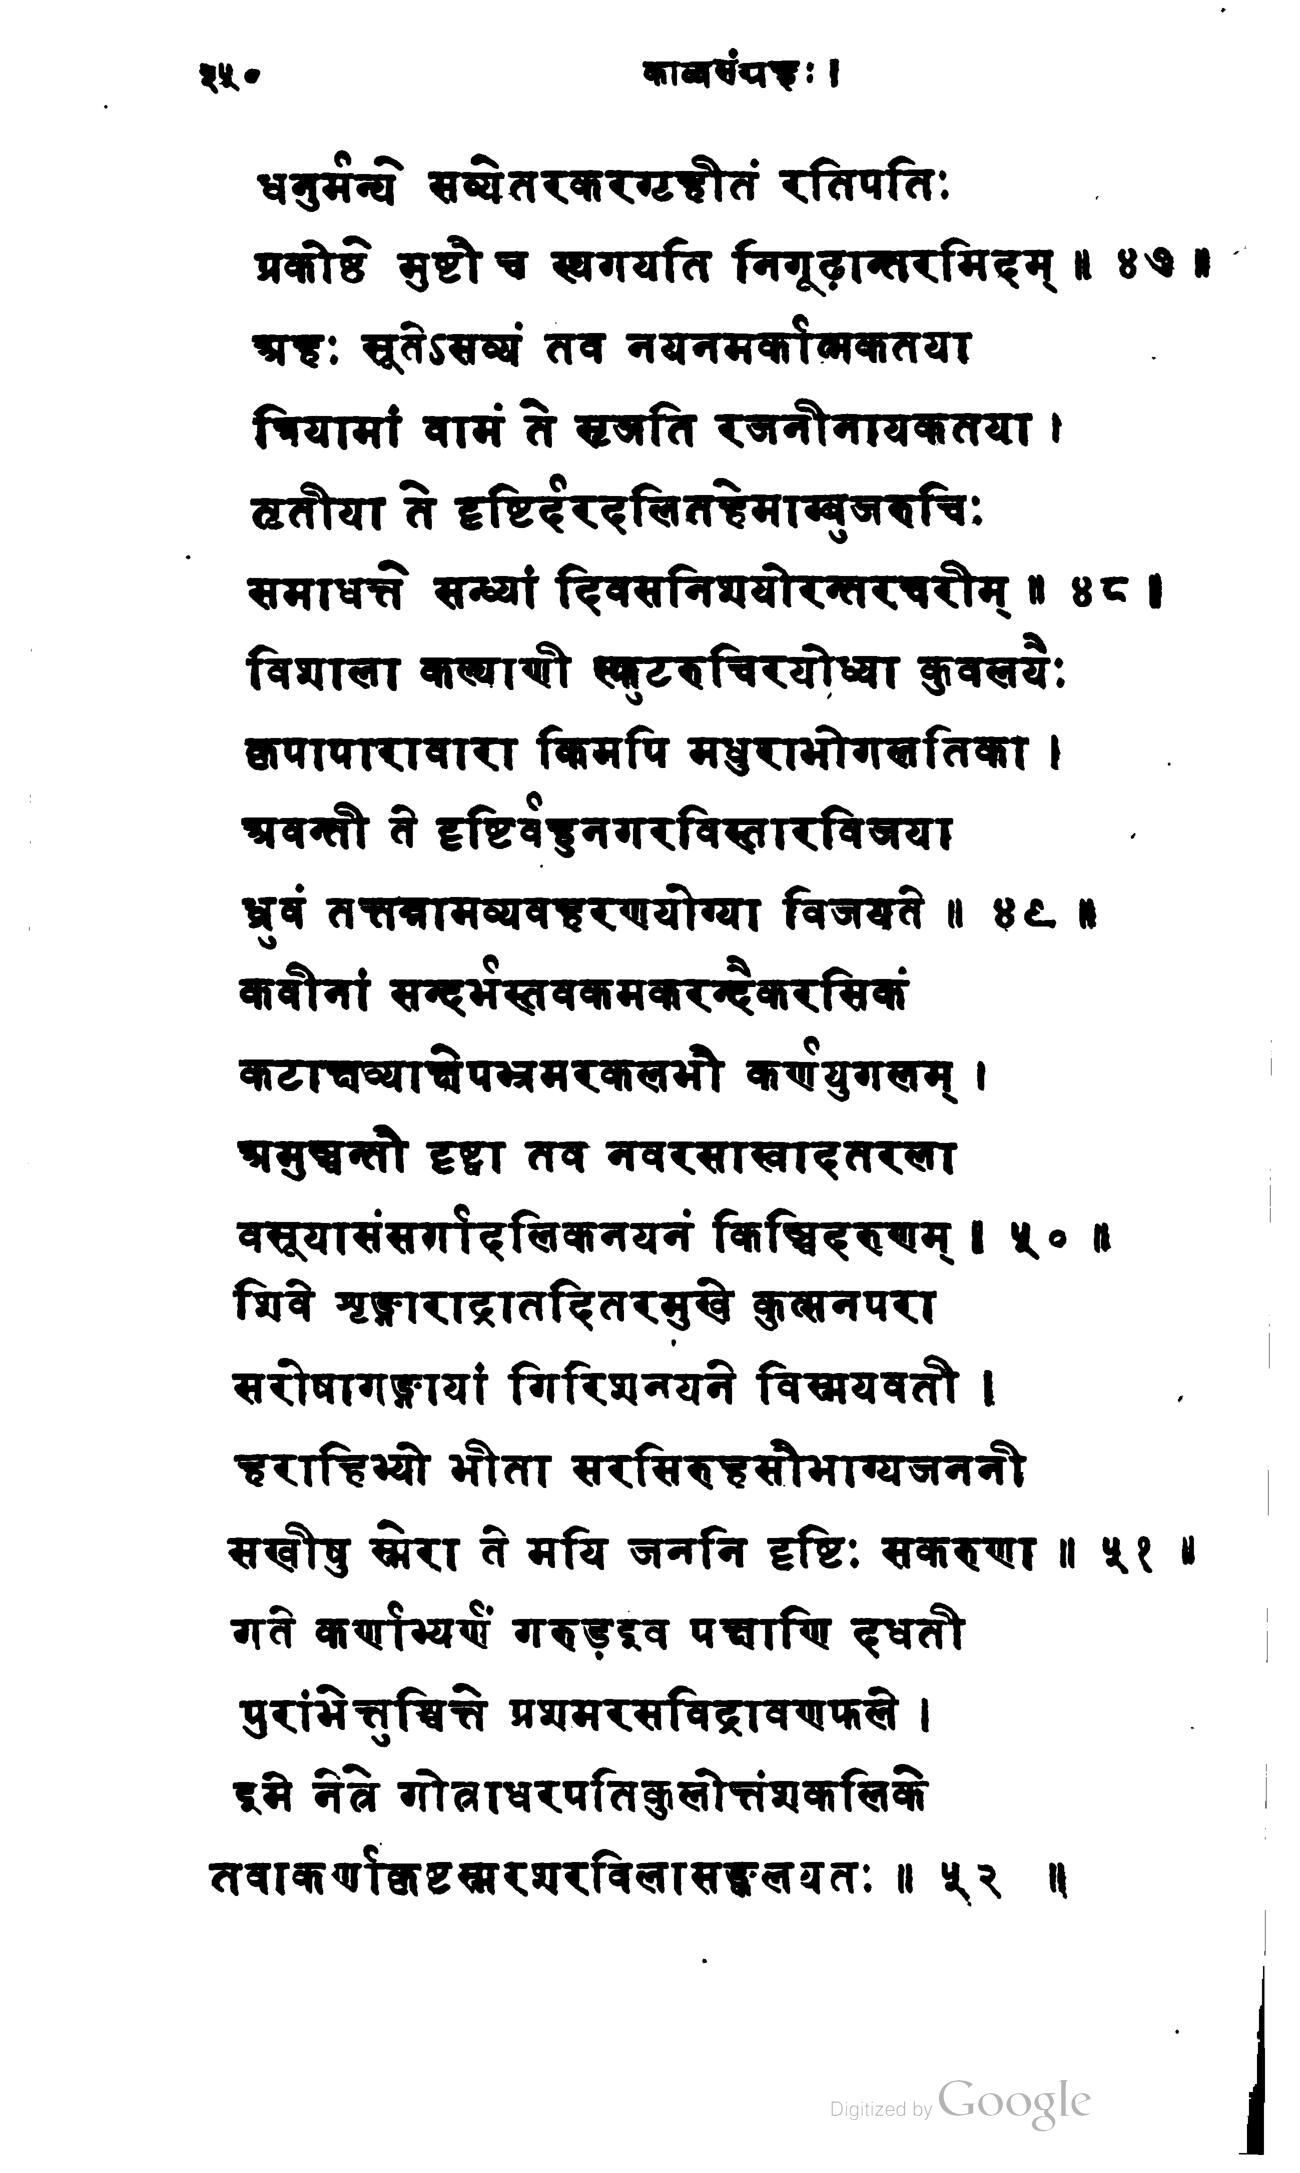 २५० काव्यसंग्रहः ।
धनुर्मन्ये सव्येतरकरगृहीतं रतिपतिः
प्रकोष्ठे मुष्टौ च स्थगयति निगूढ़ान्तरमिदम् ॥ ४७ ॥
अहः सूतेऽसव्यं तव नयनमर्कात्मकतया
त्रियामां वामं ते सृजति रजनीनायकतया ।
तृतीया ते दृष्टिर्दरदलितहेमाम्बुजरुचिः
समाधत्ते सन्ध्यां दिवसनिशयोरन्तरचरीम् ॥ ४८ ॥
विशाला कल्याणी स्फुटरुचिरयोध्या कुवलयैः
कृपापारावारा किमपि मधुराभोगलतिका ।
अवन्ती ते दृष्टिर्वहुनगरविस्तारविजया
ध्रुवं तत्तन्नामव्यवहरणयोग्या विजयते ॥ ४९ ॥
कवीनां सन्दर्भस्तवकमकरन्दैकरसिकं
कटाक्षव्याक्षेपभ्रमरकलभौ कर्णयुगलम् ।
अमुञ्चन्तौ दृष्ट्वा तव नवरसास्वादतरला
वसूयासंसर्गादलिकनयनं किञ्चिदरुणम् ॥ ५० ॥
शिवे शृङ्गाराद्रातदितरमुखे कुत्सनपरा
सरोषागङ्गायां गिरिशनयने विस्मयवती ।
हराहिभ्यो भीता सरसिरुहसौभाग्यजननी
सखीषु स्मेरा ते मयि जननि दृष्टिः सकरुणा ॥ ५१ ॥
गते कर्णाभ्यर्णं गरुड़इव पक्षाणि दधती
पुरांभेत्तुश्चित्ते प्रशमरसविद्रावणफले ।
इमे नेत्रे गोत्राधरपतिकुलोत्तंशकलिके
तवाकर्णाकृष्टस्मरशरविलासङ्कलयतः ॥ ५२ ॥
Digitized by Google